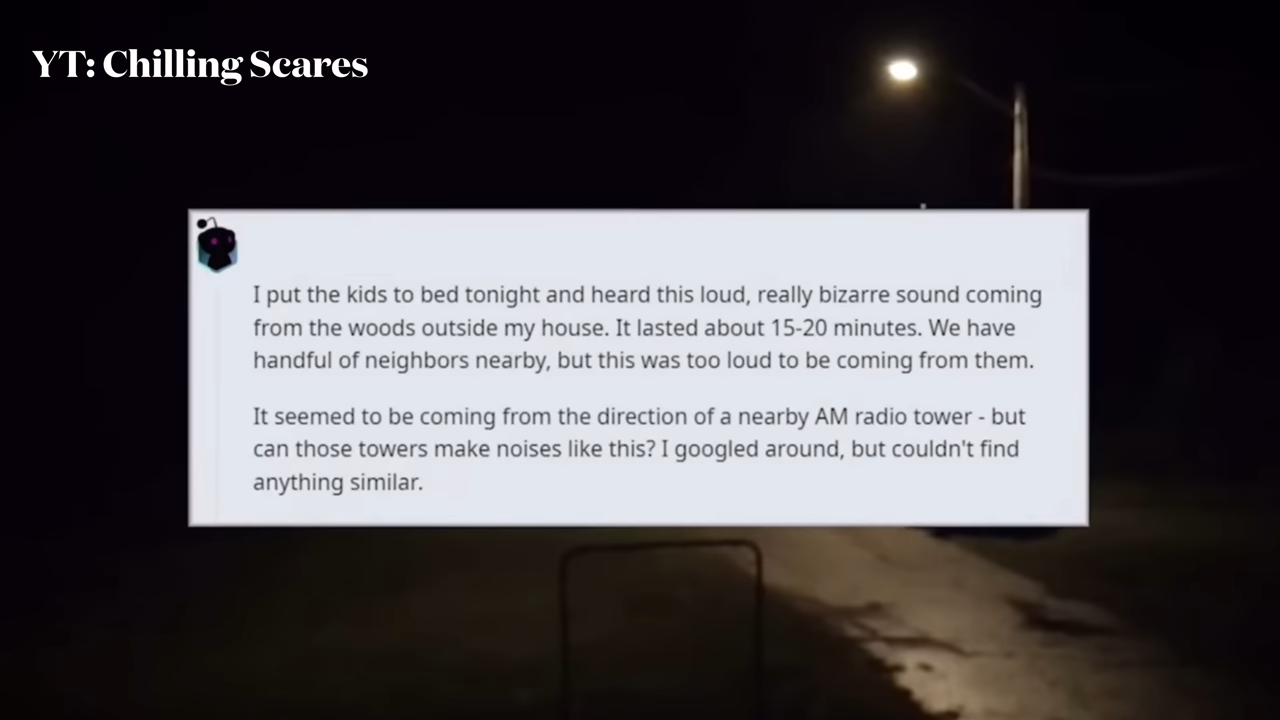 YT: Chilling Scares
I put the kids to bed tonight and heard this loud, really bizarre sound coming
from the woods outside my house. It lasted about 15-20 minutes. We have
handful of neighbors nearby, but this was too loud to be coming from them.
It seemed to be coming from the direction of a nearby AM radio tower - but
can those towers make noises like this? I googled around, but couldn't find
anything similar.